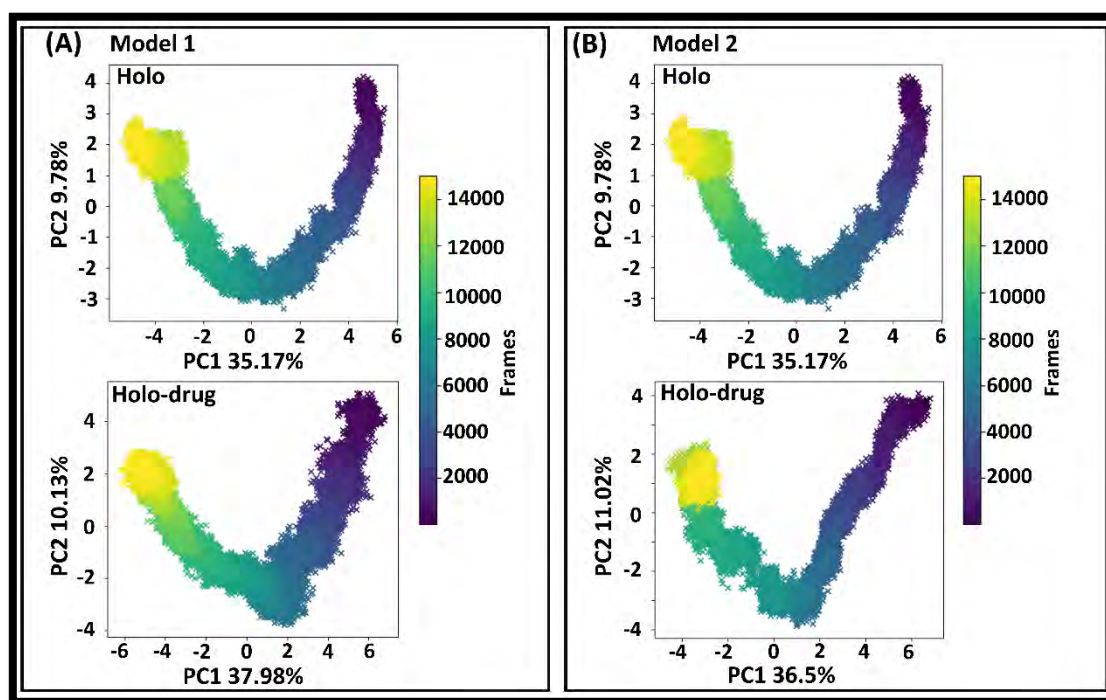 (A) Model 1
Holo
4
3
2
1
0
-1
-2
-3
PC2 9.78%
-4 -2 0 2 4 6
PC1 35.17%
Holo-drug
4
2
0
-2
-4
PC2 10.13%
-6 -4 -2 0 2 4 6
PC1 37.98%
14000
12000
10000
8000
6000
4000
2000
Frames
(B) Model 2
Holo
4
3
2
1
0
-1
-2
-3
PC2 9.78%
-4 -2 0 2 4 6
PC1 35.17%
Holo-drug
4
2
0
-2
-4
PC2 11.02%
-4 -2 0 2 4 6
PC1 36.5%
14000
12000
10000
8000
6000
4000
2000
Frames